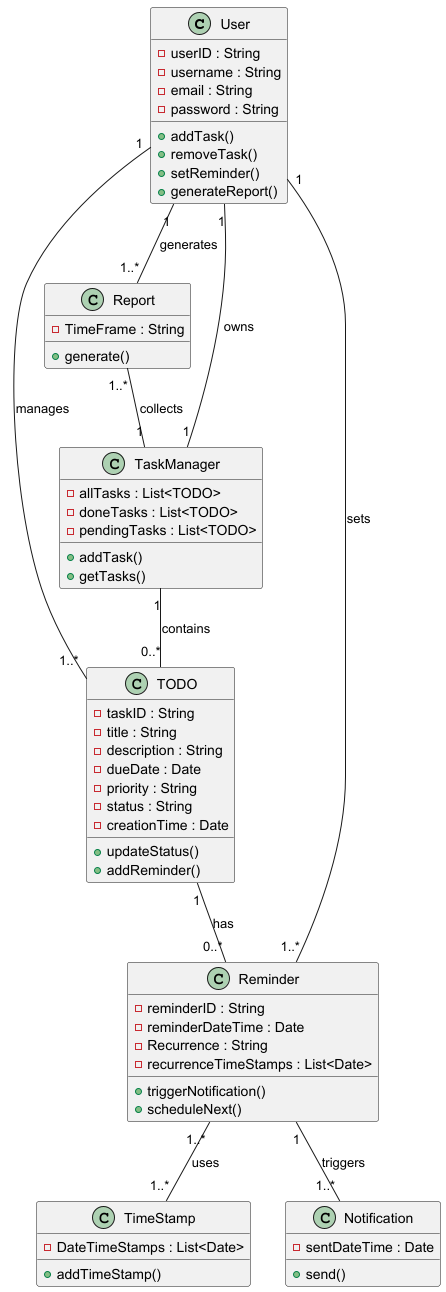 C User
userID : String
username : String
email : String
password : String
addTask()
removeTask()
setReminder()
generateReport()
1
1
1
1
generates
1..*
owns
C Report
TimeFrame : String
generate()
1..*
manages
collects
1
1
sets
C TaskManager
allTasks : List<TODO>
doneTasks : List<TODO>
pendingTasks : List<TODO>
addTask()
getTasks()
1
contains
0..*
1..*
C TODO
taskID : String
title : String
description : String
dueDate : Date
priority : String
status : String
creationTime : Date
updateStatus()
addReminder()
1
has
0..*
1..*
C Reminder
reminderID : String
reminderDateTime : Date
Recurrence : String
recurrenceTimeStamps : List<Date>
triggerNotification()
scheduleNext()
1..*
1
uses
triggers
1..*
1..*
C TimeStamp
DateTimeStamps : List<Date>
addTimeStamp()
C Notification
sentDateTime : Date
send()